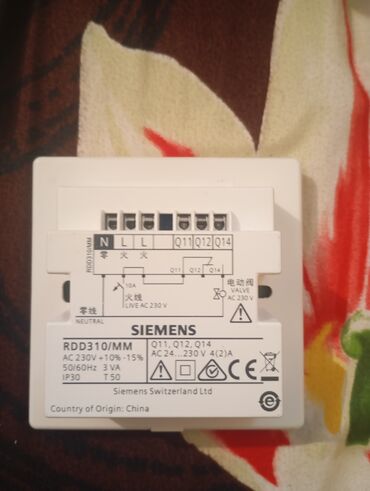 RDD310/MM
N L L Q11 Q12 Q14
零 火 火
Q11 Q12 Q14
10A
火线
LIVE AC 230 V
电动阀
VALVE
AC 230 V
零线
NEUTRAL
SIEMENS
RDD310/MM
AC 230V +10% -15%
50/60Hz 3 VA
IP30 T 50
Q11, Q12, Q14
AC 24...230 V 4(2)A
CE
Siemens Switzerland Ltd
Country of Origin: China
e